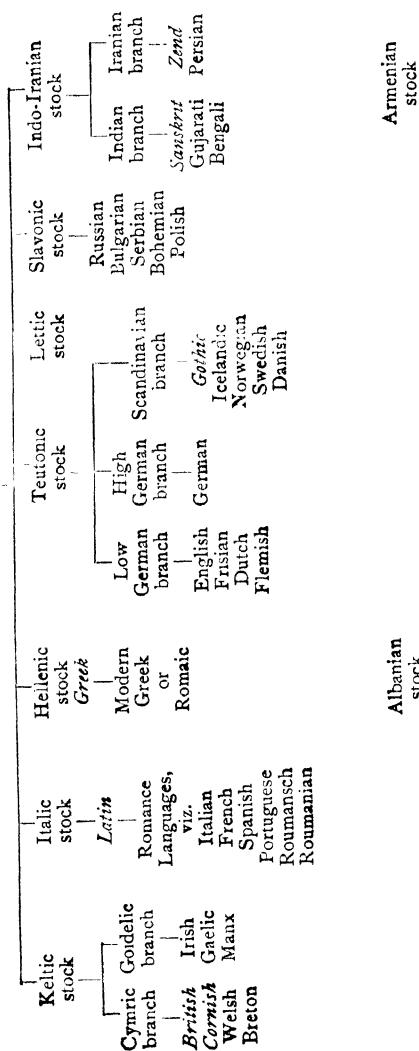 Keltic
stock
Cymric
branch
British
Cornish
Welsh
Breton
Goidelic
branch
Irish
Gaelic
Manx
Italic
stock
Latin
Romance
Languages,
viz.
Italian
French
Spanish
Portuguese
Roumansch
Roumanian
Hellenic
stock
Greek
Modern
Greek
or
Romaic
Teutonic
stock
Low
German
branch
English
Frisian
Dutch
Flemish
High
German
branch
German
Scandinavian
branch
Gothic
Icelandic
Norwegian
Swedish
Danish
Lettic
stock
Slavonic
stock
Russian
Bulgarian
Serbian
Bohemian
Polish
Indo-Iranian
stock
Indian
branch
Sanskrit
Gujarati
Bengali
Iranian
branch
Zend
Persian
Albanian
stock
Armenian
stock